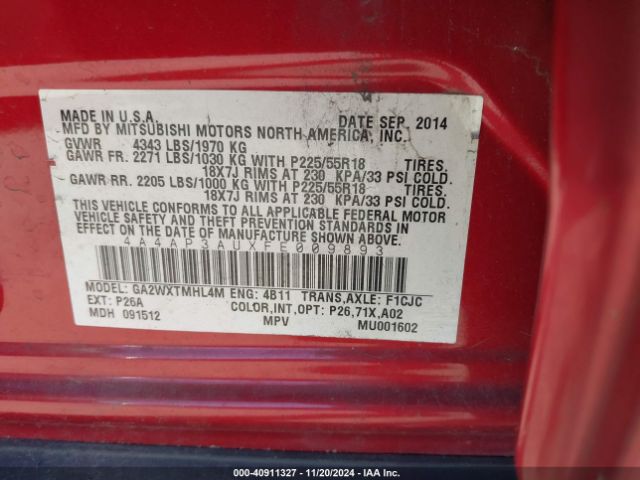 MADE IN U.S.A. DATE SEP. 2014
MFD BY MITSUBISHI MOTORS NORTH AMERICA, INC.
GVWR 4343 LBS/1970 KG
GAWR FR. 2271 LBS/1030 KG WITH P225/55R18 TIRES,
18X7J RIMS AT 230 KPA/33 PSI COLD.
GAWR RR. 2205 LBS/1000 KG WITH P225/55R18 TIRES,
18X7J RIMS AT 230 KPA/33 PSI COLD.
THIS VEHICLE CONFORMS TO ALL APPLICABLE FEDERAL MOTOR
VEHICLE SAFETY AND THEFT PREVENTION STANDARDS IN
EFFECT ON THE DATE OF MANUFACTURE SHOWN ABOVE.
4A4AP3AUXFE009893
MODEL: GA2WXTMHL4M ENG: 4B11 TRANS,AXLE: F1CJC
EXT: P26A COLOR,INT,OPT: P26,71X,A02
MDH 091512 MPV MU001602
000-40911327 - 11/20/2024 - IAA Inc.